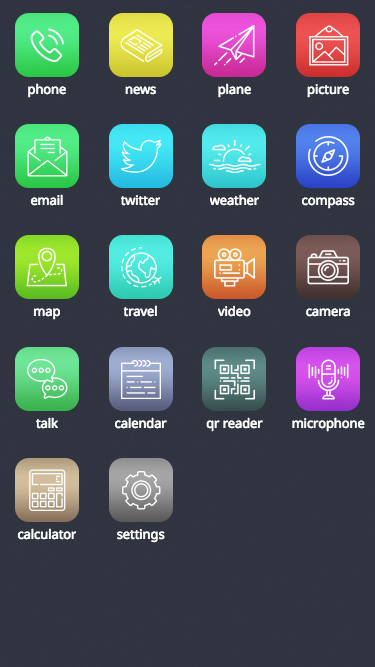 phone news plane picture
email twitter weather compass
map travel video camera
talk calendar qr reader microphone
calculator settings